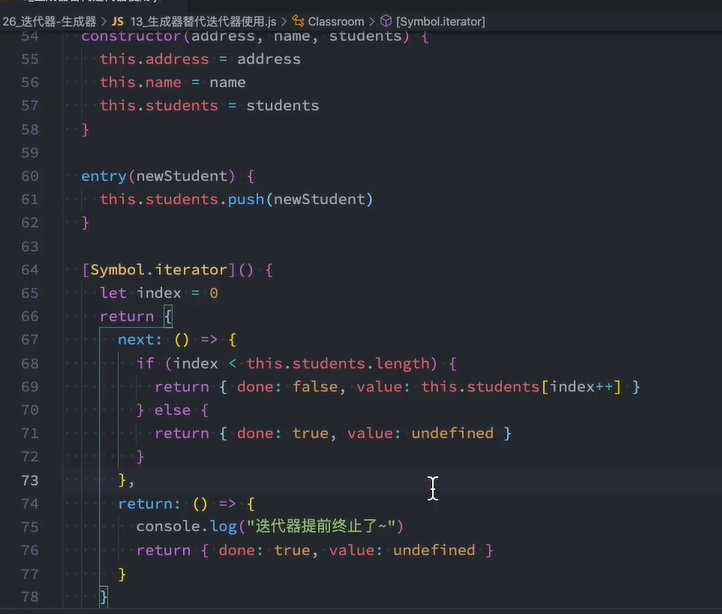 26_迭代器-生成器 > JS 13_生成器替代迭代器使用.js > Classroom > [Symbol.iterator]
54 constructor(address, name, students) {
55 this.address = address
56 this.name = name
57 this.students = students
58 }
59
60 entry(newStudent) {
61 this.students.push(newStudent)
62 }
63
64 [Symbol.iterator]() {
65 let index = 0
66 return {
67 next: () => {
68 if (index < this.students.length) {
69 return { done: false, value: this.students[index++] }
70 } else {
71 return { done: true, value: undefined }
72 }
73 },
74 return: () => {
75 console.log("迭代器提前终止了~")
76 return { done: true, value: undefined }
77 }
78 }